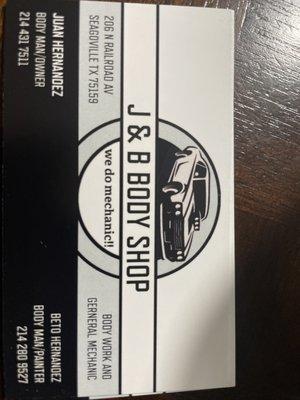 J & B BODY SHOP
we do mechanic!!
206 N RAILROAD AV
SEAGOVILLE TX 75159
BODY WORK AND
GERNERAL MECHANIC
JUAN HERNANDEZ
BODY MAN/OWNER
214 431 7511
BETO HERNANDEZ
BODY MAN/PAINTER
214 280 9527